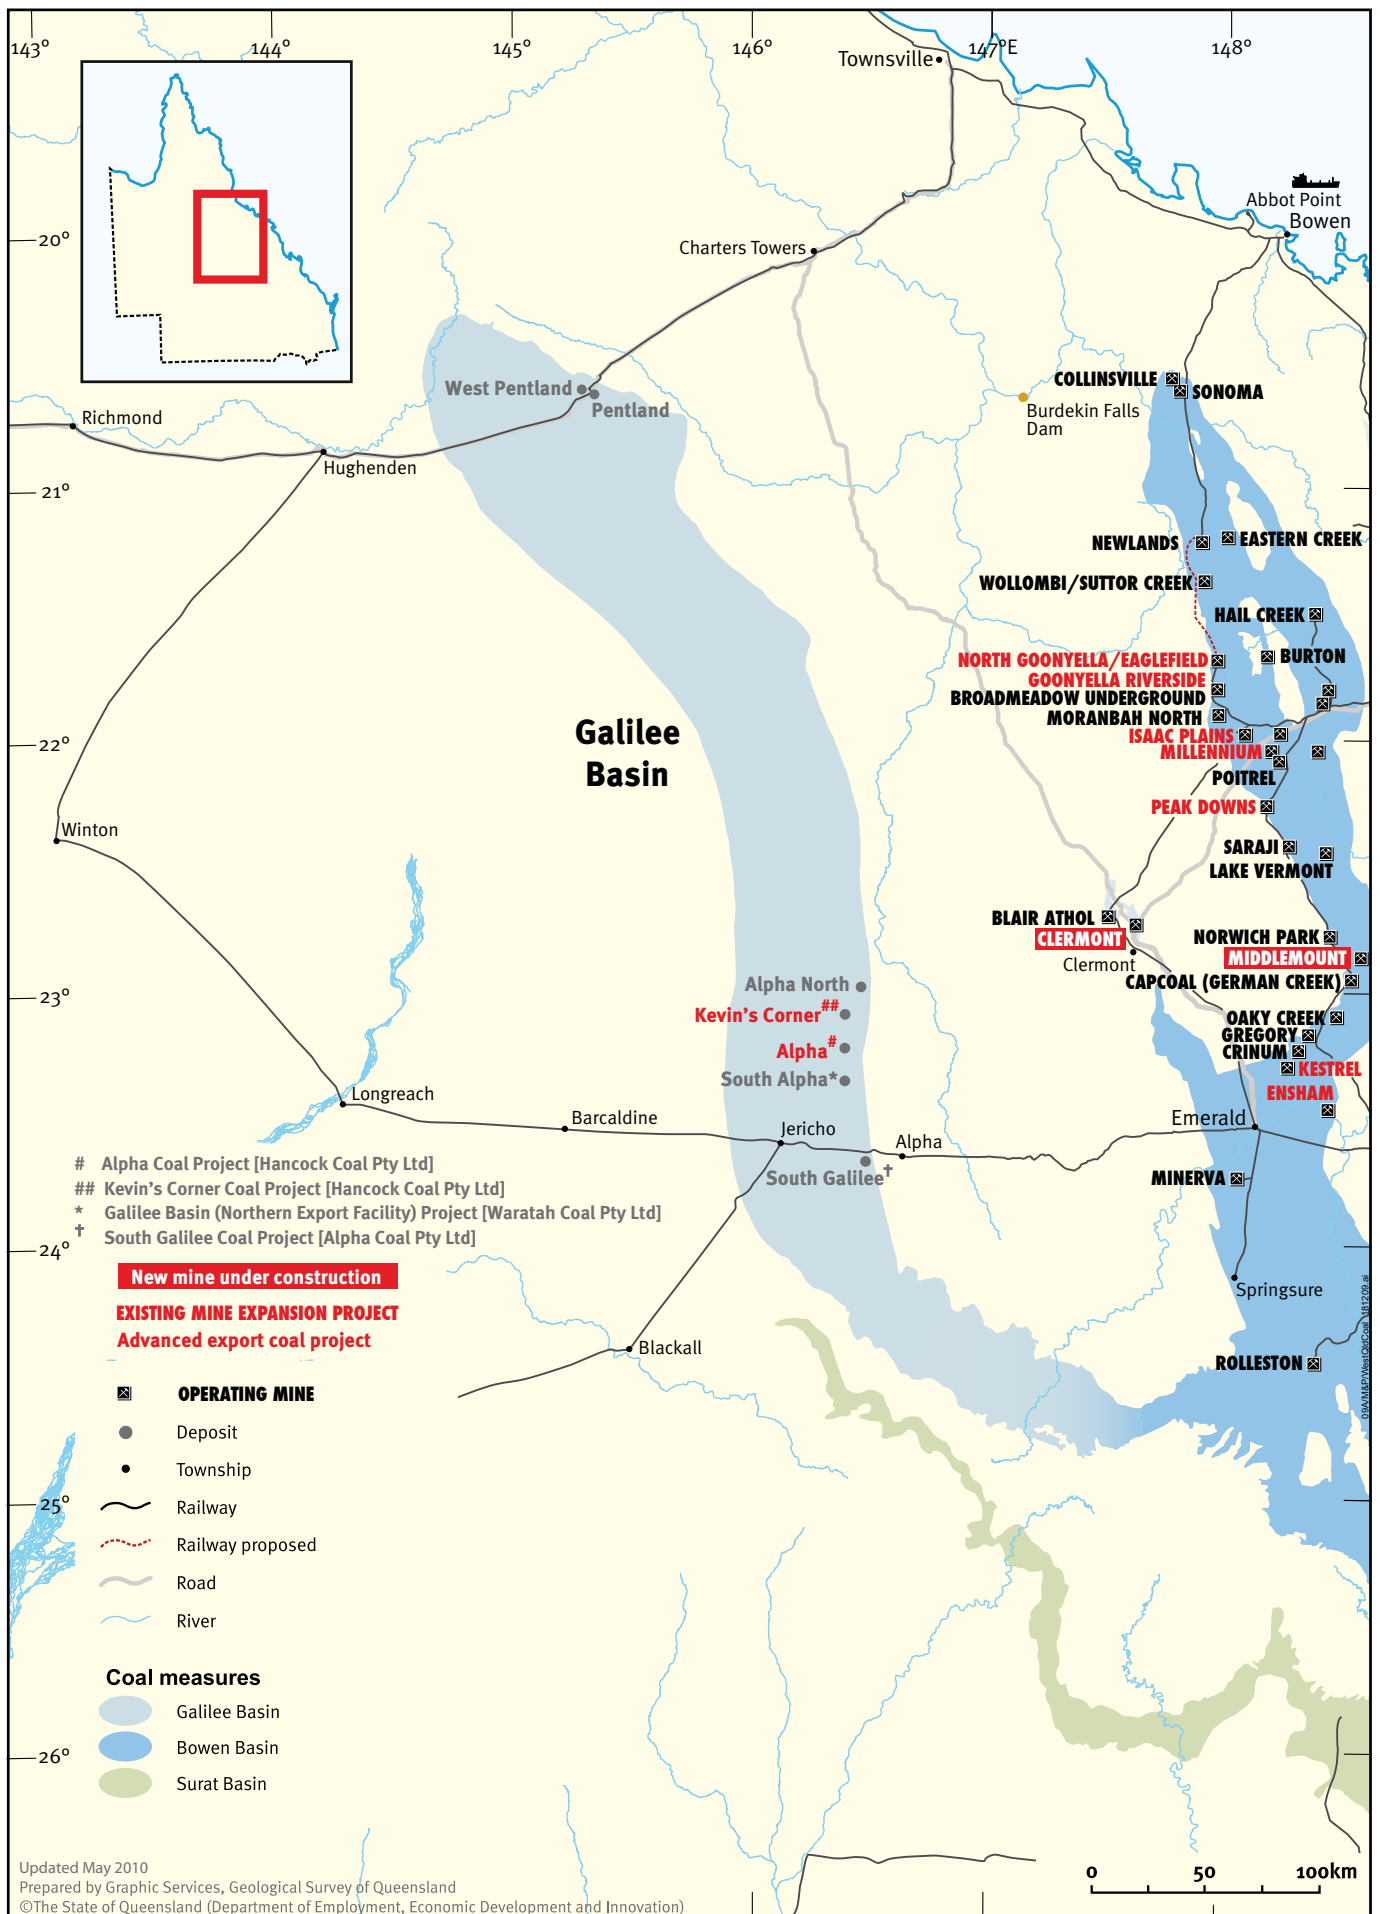 143° 144° 145° 146° 147°E 148°
Townsville
Abbot Point
Bowen
20°
Charters Towers
COLLINSVILLE
SONOMA
West Pentland
Pentland
Burdekin Falls
Dam
Richmond
Hughenden
21°
NEWLANDS
EASTERN CREEK
WOLLOMBI/SUTTOR CREEK
HAIL CREEK
BURTON
NORTH GOONYELLA/EAGLEFIELD
GOONYELLA RIVERSIDE
BROADMEADOW UNDERGROUND
MORANBAH NORTH
Galilee
Basin
22°
ISAAC PLAINS
MILLENNIUM
POITREL
PEAK DOWNS
Winton
SARAJI
LAKE VERMONT
BLAIR ATHOL
CLERMONT
Clermont
NORWICH PARK
MIDDLEMOUNT
CAPCOAL (GERMAN CREEK)
23°
Alpha North
Kevin's Corner##
Alpha#
South Alpha*
OAKY CREEK
GREGORY
CRINUM
KESTREL
ENSHAM
Longreach
Barcaldine
Jericho
Alpha
Emerald
South Galilee†
MINERVA
# Alpha Coal Project [Hancock Coal Pty Ltd]
## Kevin's Corner Coal Project [Hancock Coal Pty Ltd]
* Galilee Basin (Northern Export Facility) Project [Waratah Coal Pty Ltd]
† South Galilee Coal Project [Alpha Coal Pty Ltd]
24°
New mine under construction
EXISTING MINE EXPANSION PROJECT
Advanced export coal project
Springsure
Blackall
ROLLESTON
09A/M&P/WestQldCoal_181209.ai
OPERATING MINE
Deposit
Township
25°
Railway
Railway proposed
Road
River
Coal measures
Galilee Basin
Bowen Basin
26°
Surat Basin
Updated May 2010
Prepared by Graphic Services, Geological Survey of Queensland
©The State of Queensland (Department of Employment, Economic Development and Innovation)
0 50 100km